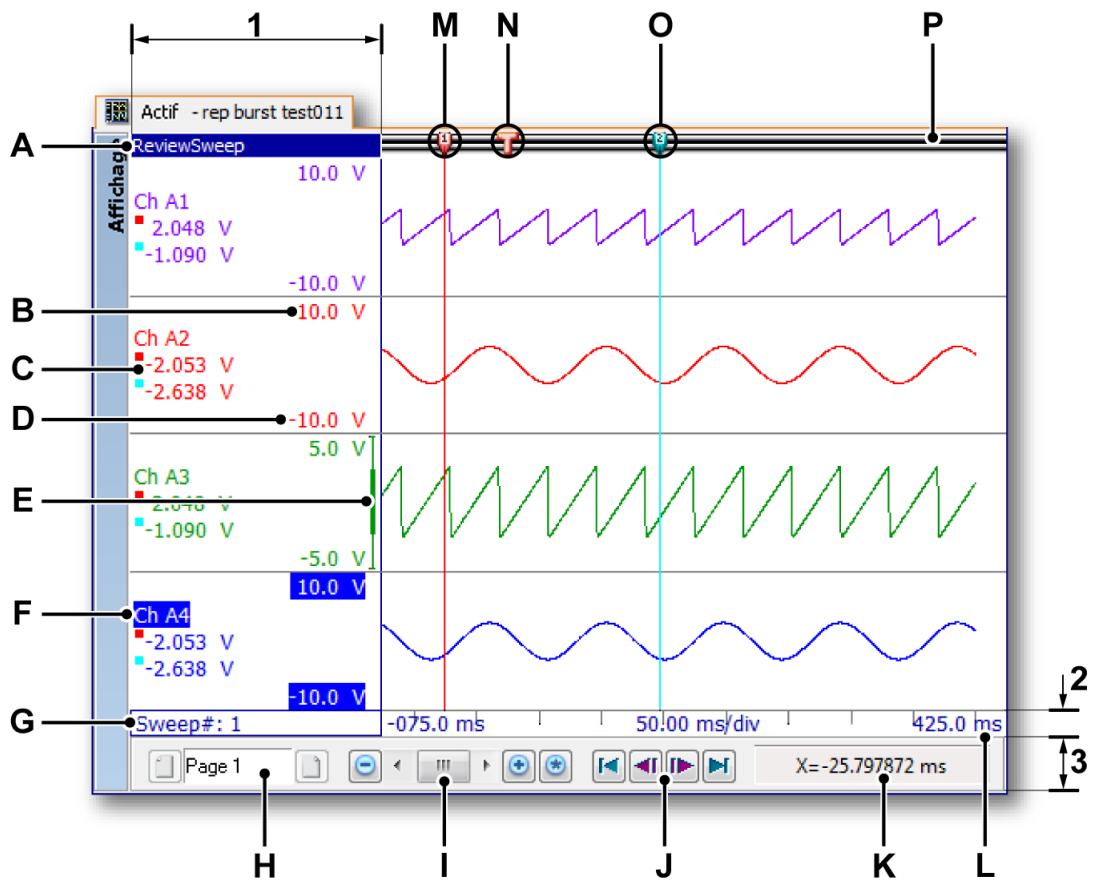 1 M N O P
Actif - rep burst test011
A
ReviewSweep
Affichage
10.0 V
Ch A1
2.048 V
-1.090 V
-10.0 V
B
10.0 V
Ch A2
C
-2.053 V
-2.638 V
D
-10.0 V
5.0 V
Ch A3
E
2.048 V
-1.090 V
-5.0 V
10.0 V
F
Ch A4
-2.053 V
-2.638 V
-10.0 V
2
G
Sweep#: 1 -075.0 ms 50.00 ms/div 425.0 ms
Page 1 X=-25.797872 ms
3
H I J K L